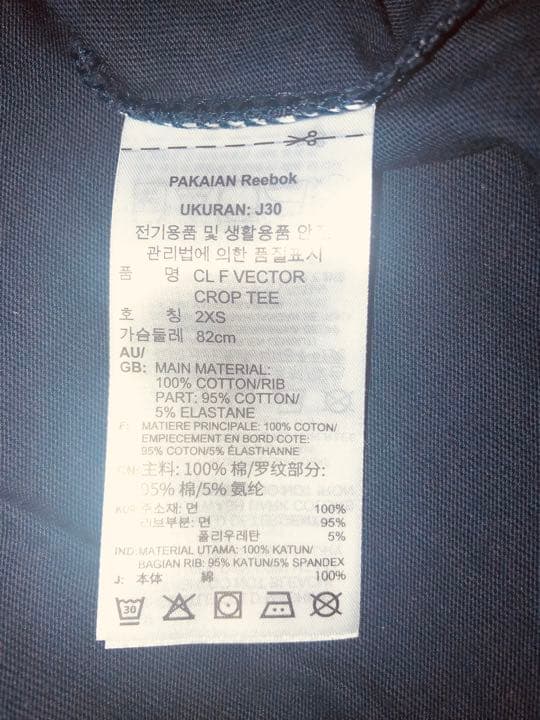 PAKAIAN Reebok
UKURAN: J30
전기용품 및 생활용품 안
관리법에 의한 품질표시
품 명 CL F VECTOR
CROP TEE
호 칭 2XS
가슴둘레 82cm
AU/
GB: MAIN MATERIAL:
100% COTTON/RIB
PART: 95% COTTON/
5% ELASTANE
F: MATIERE PRINCIPALE: 100% COTON/
EMPIECEMENT EN BORD COTE:
95% COTON/5% ÉLASTHANNE
CN: 主料: 100% 棉/罗纹部分:
95% 棉/5% 氨纶
KOR: 주소재: 면 100%
리브부분: 면 95%
폴리우레탄 5%
IND: MATERIAL UTAMA: 100% KATUN/
BAGIAN RIB: 95% KATUN/5% SPANDEX
J: 本体 綿 100%
30